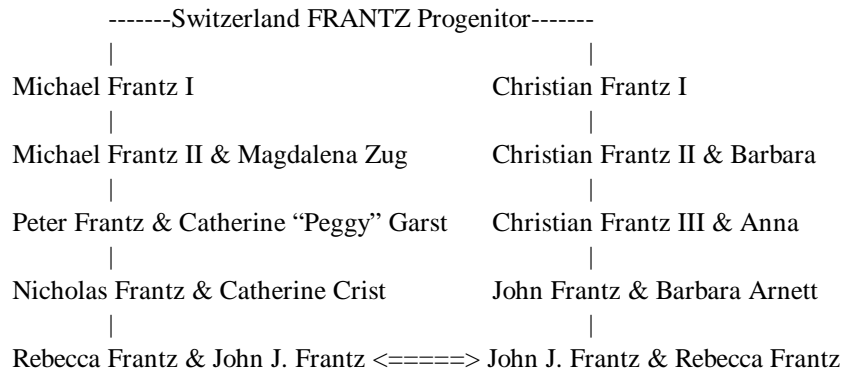 -------Switzerland FRANTZ Progenitor-------
| |
Michael Frantz I Christian Frantz I
| |
Michael Frantz II & Magdalena Zug Christian Frantz II & Barbara
| |
Peter Frantz & Catherine “Peggy” Garst Christian Frantz III & Anna
| |
Nicholas Frantz & Catherine Crist John Frantz & Barbara Arnett
| |
Rebecca Frantz & John J. Frantz <=====> John J. Frantz & Rebecca Frantz